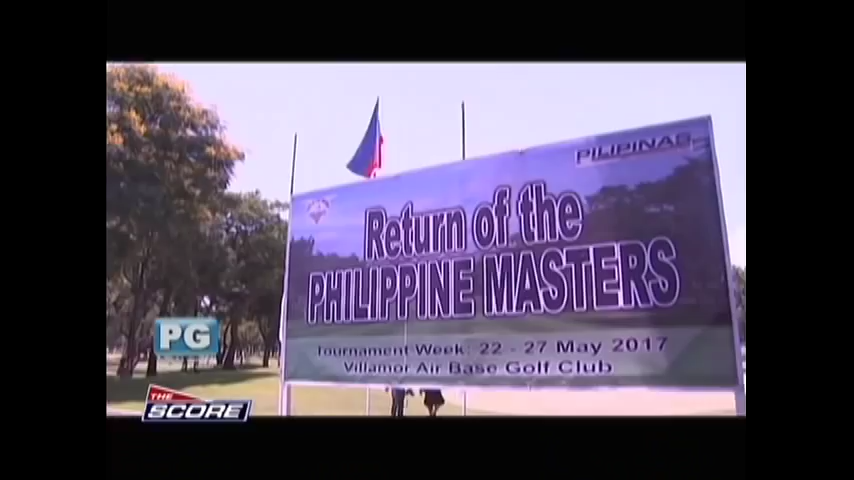 PILIPINAS
Return of the
PHILIPPINE MASTERS
Tournament Week: 22 - 27 May 2017
Villamor Air Base Golf Club
PG
THE
SCORE